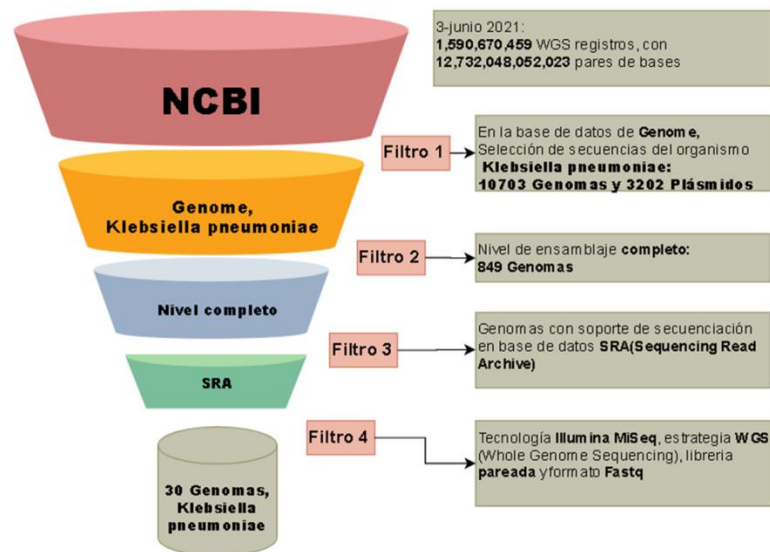 3-junio 2021:
1,590,670,459 WGS registros, con
12,732,048,052,023 pares de bases
NCBI
Filtro 1
En la base de datos de Genome,
Selección de secuencias del organismo
Klebsiella pneumoniae:
10703 Genomas y 3202 Plásmidos
Genome,
Klebsiella pneumoniae
Filtro 2
Nivel de ensamblaje completo:
849 Genomas
Nivel completo
Filtro 3
Genomas con soporte de secuenciación
en base de datos SRA(Sequencing Read
Archive)
SRA
Filtro 4
Tecnología Illumina MiSeq, estrategia WGS
(Whole Genome Sequencing), libreria
pareada yformato Fastq
30 Genomas,
Klebsiella
pneumoniae